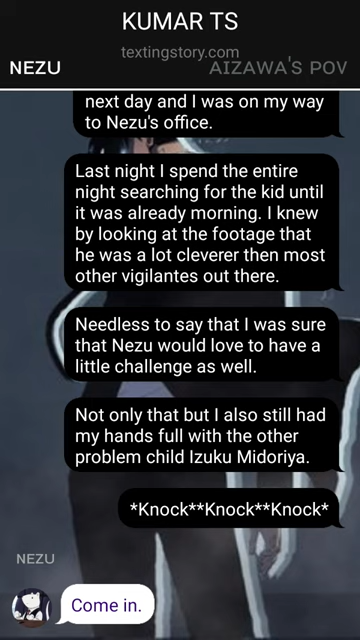 KUMAR TS
textingstory.com
NEZU
AIZAWA'S POV
next day and I was on my way
to Nezu's office.
Last night I spend the entire
night searching for the kid until
it was already morning. I knew
by looking at the footage that
he was a lot cleverer then most
other vigilantes out there.
Needless to say that I was sure
that Nezu would love to have a
little challenge as well.
Not only that but I also still had
my hands full with the other
problem child Izuku Midoriya.
*Knock**Knock**Knock*
NEZU
Come in.